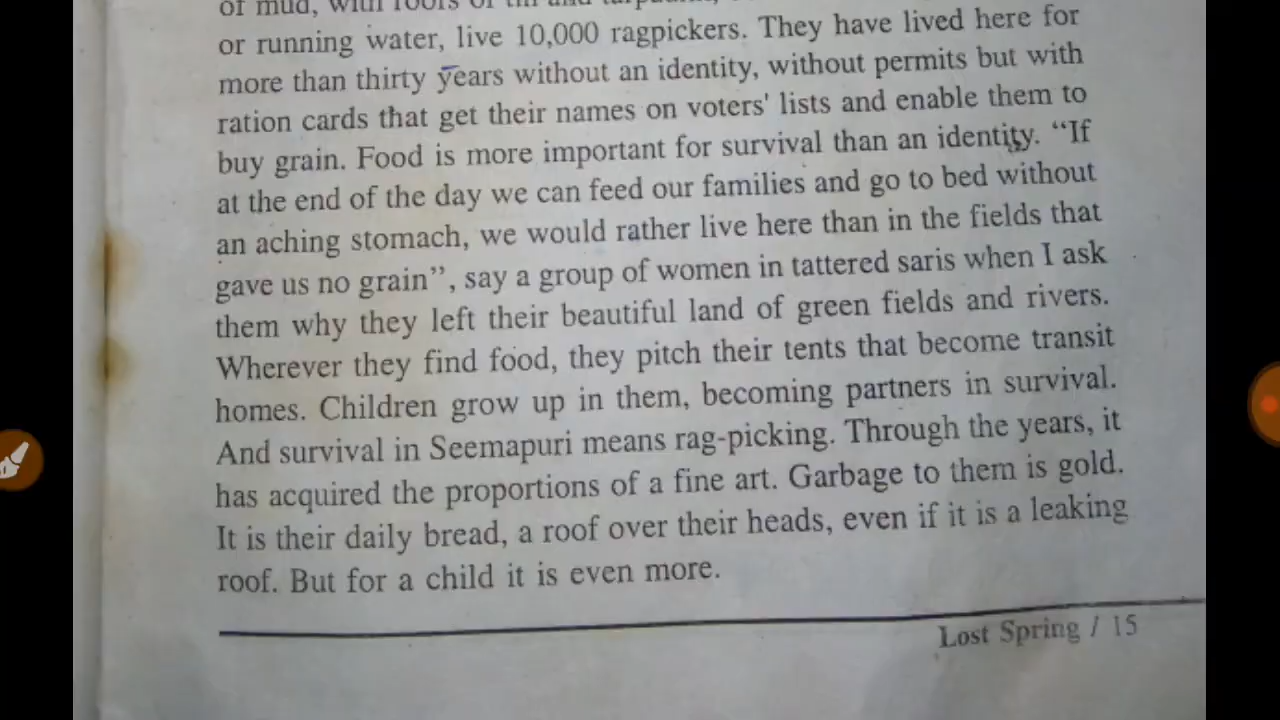 of mud, with roofs of tin and
or running water, live 10,000 ragpickers. They have lived here for
more than thirty years without an identity, without permits but with
ration cards that get their names on voters' lists and enable them to
buy grain. Food is more important for survival than an identity. “If
at the end of the day we can feed our families and go to bed without
an aching stomach, we would rather live here than in the fields that
gave us no grain”, say a group of women in tattered saris when I ask
them why they left their beautiful land of green fields and rivers.
Wherever they find food, they pitch their tents that become transit
homes. Children grow up in them, becoming partners in survival.
And survival in Seemapuri means rag-picking. Through the years, it
has acquired the proportions of a fine art. Garbage to them is gold.
It is their daily bread, a roof over their heads, even if it is a leaking
roof. But for a child it is even more.
Lost Spring / 15